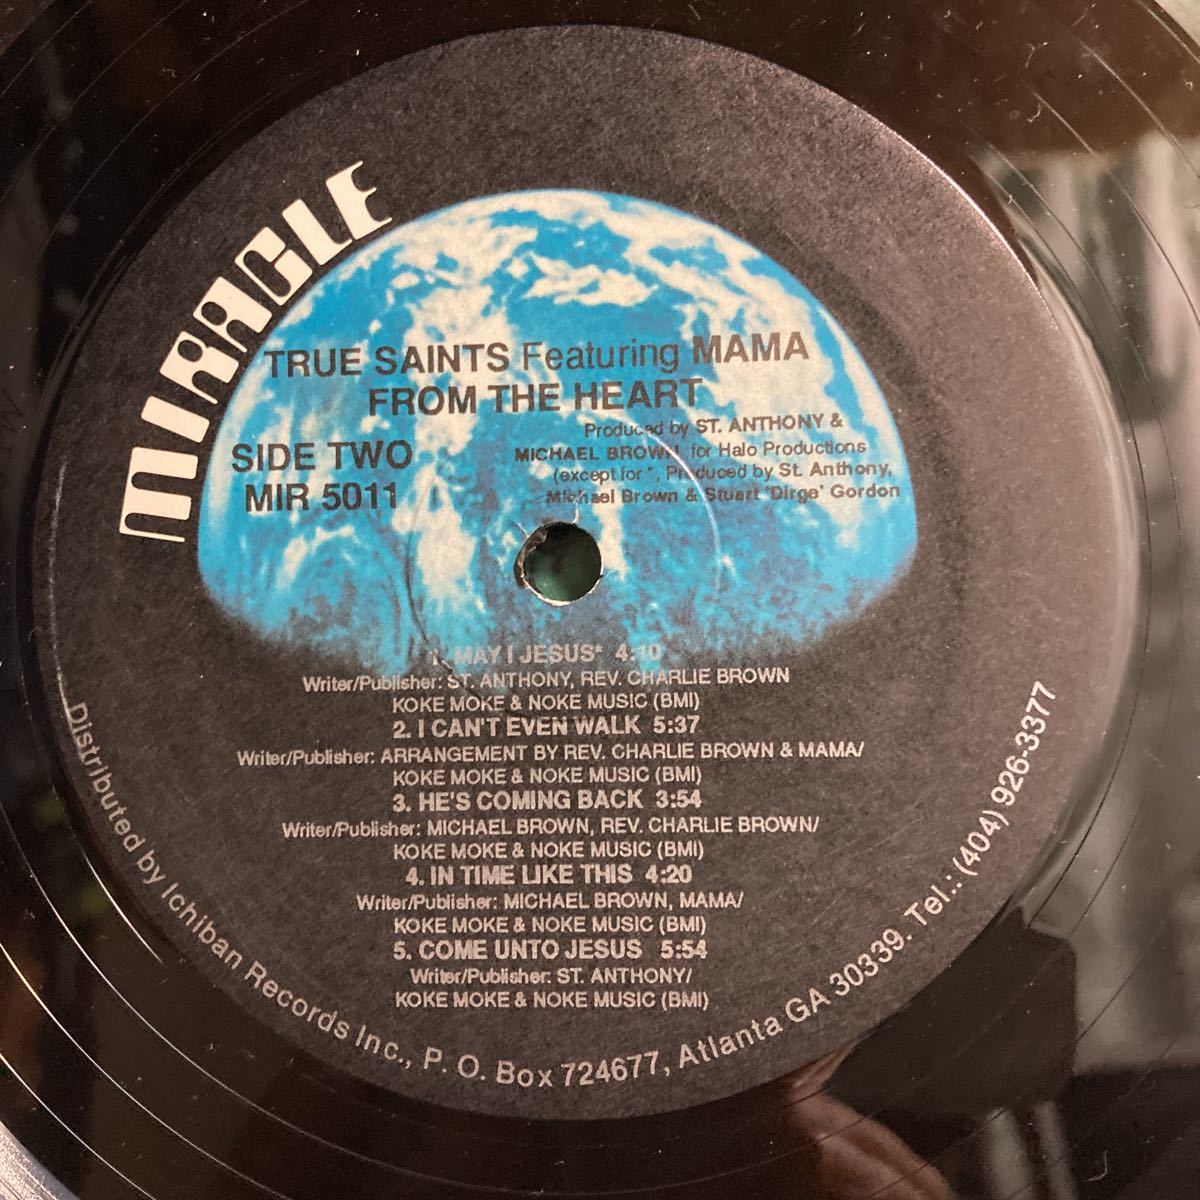 MIRACLE
TRUE SAINTS Featuring MAMA
FROM THE HEART
SIDE TWO
MIR 5011
Produced by ST. ANTHONY &
MICHAEL BROWN, for Halo Productions
(except for *, Produced by St. Anthony,
Michael Brown & Stuart 'Dirge' Gordon
1. MAY I JESUS* 4:10
Writer/Publisher: ST. ANTHONY, REV. CHARLIE BROWN
KOKE MOKE & NOKE MUSIC (BMI)
2. I CAN'T EVEN WALK 5:37
Writer/Publisher: ARRANGEMENT BY REV. CHARLIE BROWN & MAMA/
KOKE MOKE & NOKE MUSIC (BMI)
3. HE'S COMING BACK 3:54
Writer/Publisher: MICHAEL BROWN, REV. CHARLIE BROWN/
KOKE MOKE & NOKE MUSIC (BMI)
4. IN TIME LIKE THIS 4:20
Writer/Publisher: MICHAEL BROWN, MAMA/
KOKE MOKE & NOKE MUSIC (BMI)
5. COME UNTO JESUS 5:54
Writer/Publisher: ST. ANTHONY/
KOKE MOKE & NOKE MUSIC (BMI)
Distributed by Ichiban Records Inc., P. O. Box 724677, Atlanta GA 30339. Tel.: (404) 926-3377